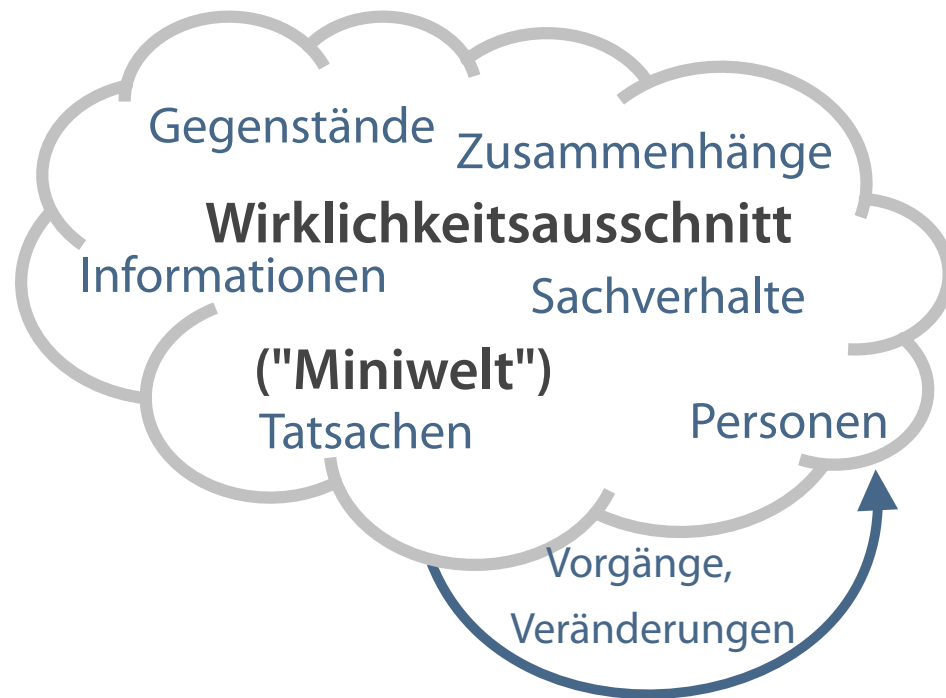 Gegenstände
Zusammenhänge
Wirklichkeitsausschnitt
Informationen
Sachverhalte
("Miniwelt")
Tatsachen
Personen
Vorgänge,
Veränderungen